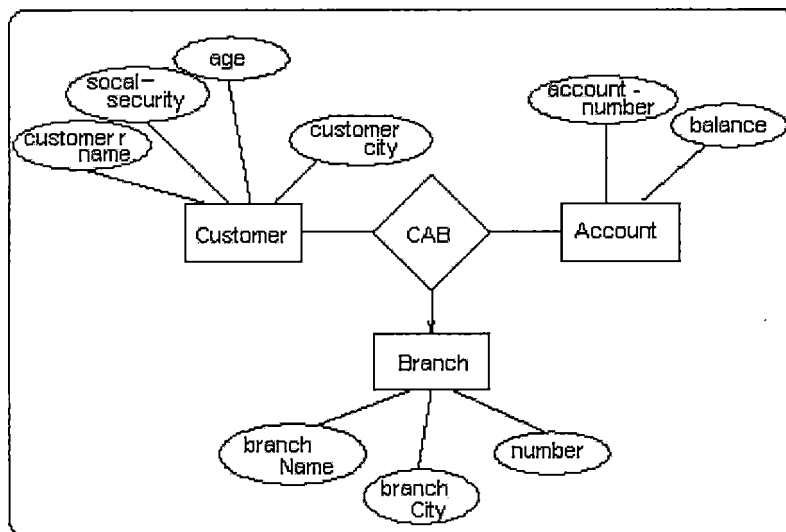 age
socal-
security
customer r
name
customer
city
account -
number
balance
Customer
CAB
Account
Branch
branch
Name
branch
City
number